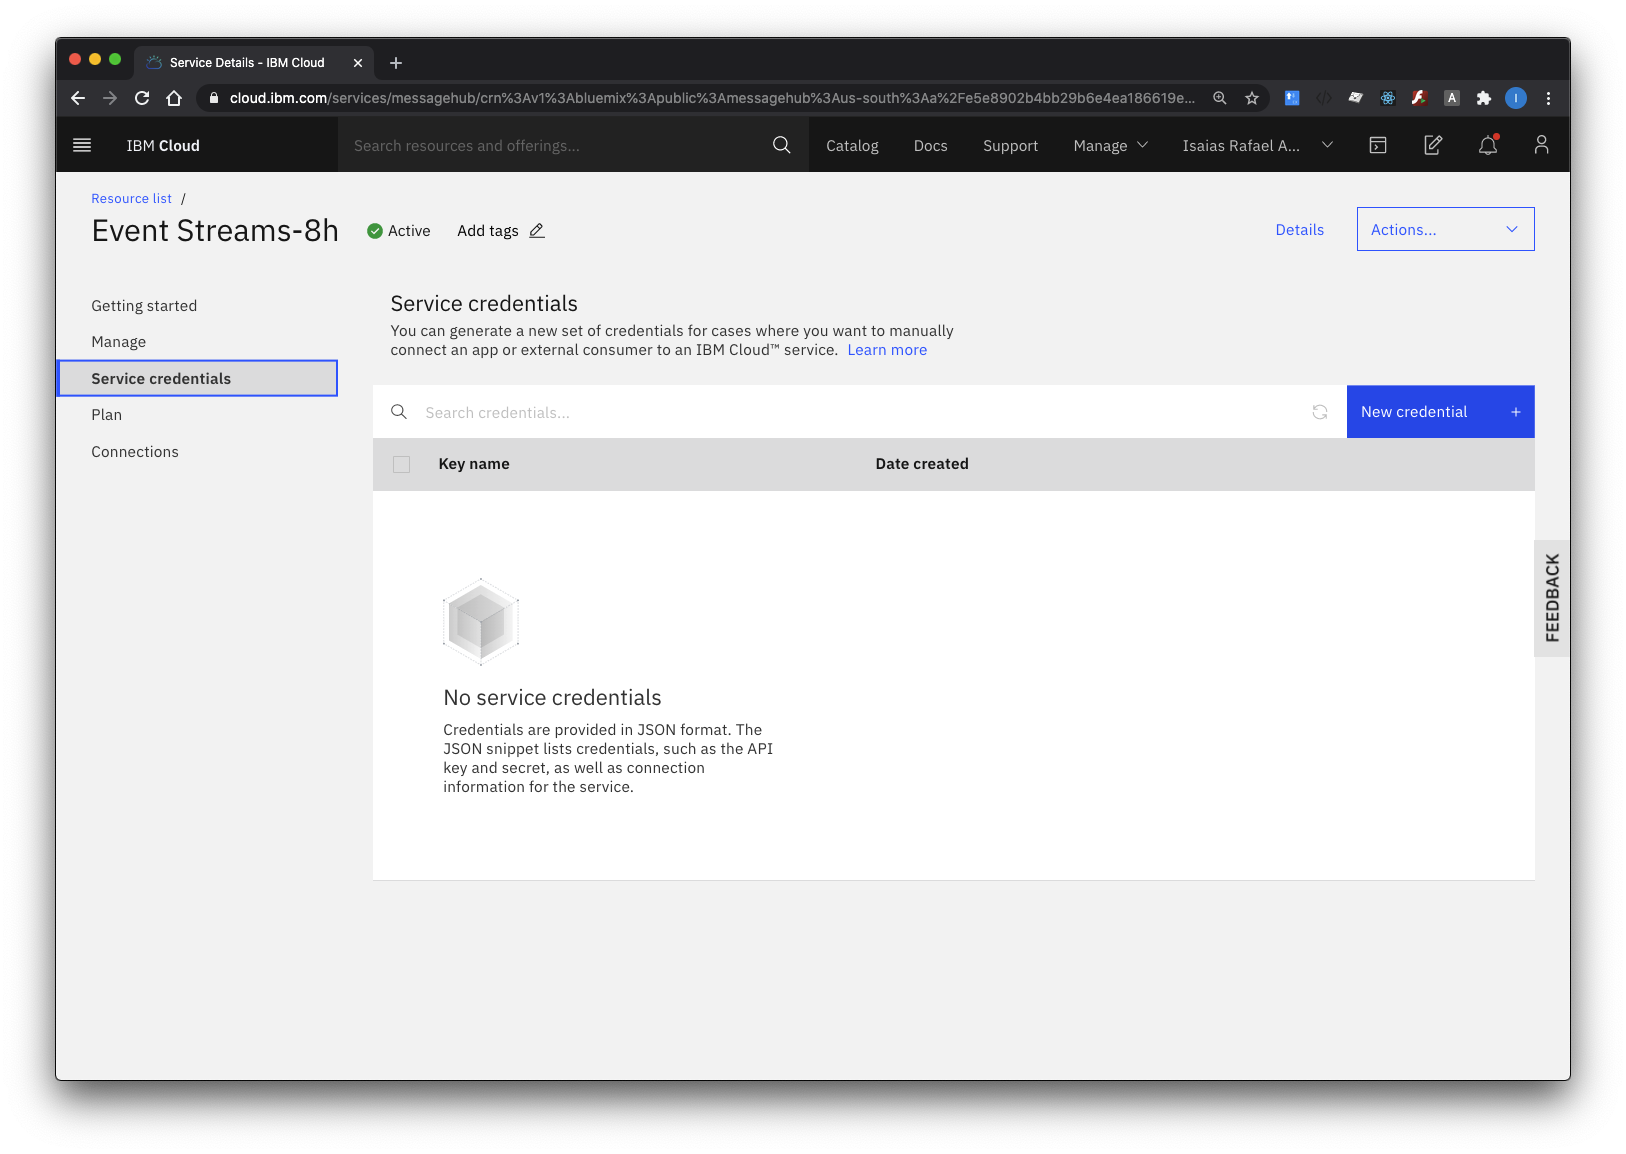 Service Details - IBM Cloud
cloud.ibm.com/services/messagehub/crn%3Av1%3Abluemix%3Apublic%3Amessagehub%3Aus-south%3Aa%2Fe5e8902b4bb29b6e4ea186619e...
I
A
IBM Cloud
Search resources and offerings...
Catalog
Docs
Support
Manage
Isaias Rafael A...
Resource list /
Event Streams-8h
Active
Add tags
Details
Actions...
Getting started
Manage
Service credentials
Plan
Connections
Service credentials
You can generate a new set of credentials for cases where you want to manually
connect an app or external consumer to an IBM Cloud™ service. Learn more
Search credentials...
New credential +
Key name
Date created
FEEDBACK
No service credentials
Credentials are provided in JSON format. The
JSON snippet lists credentials, such as the API
key and secret, as well as connection
information for the service.